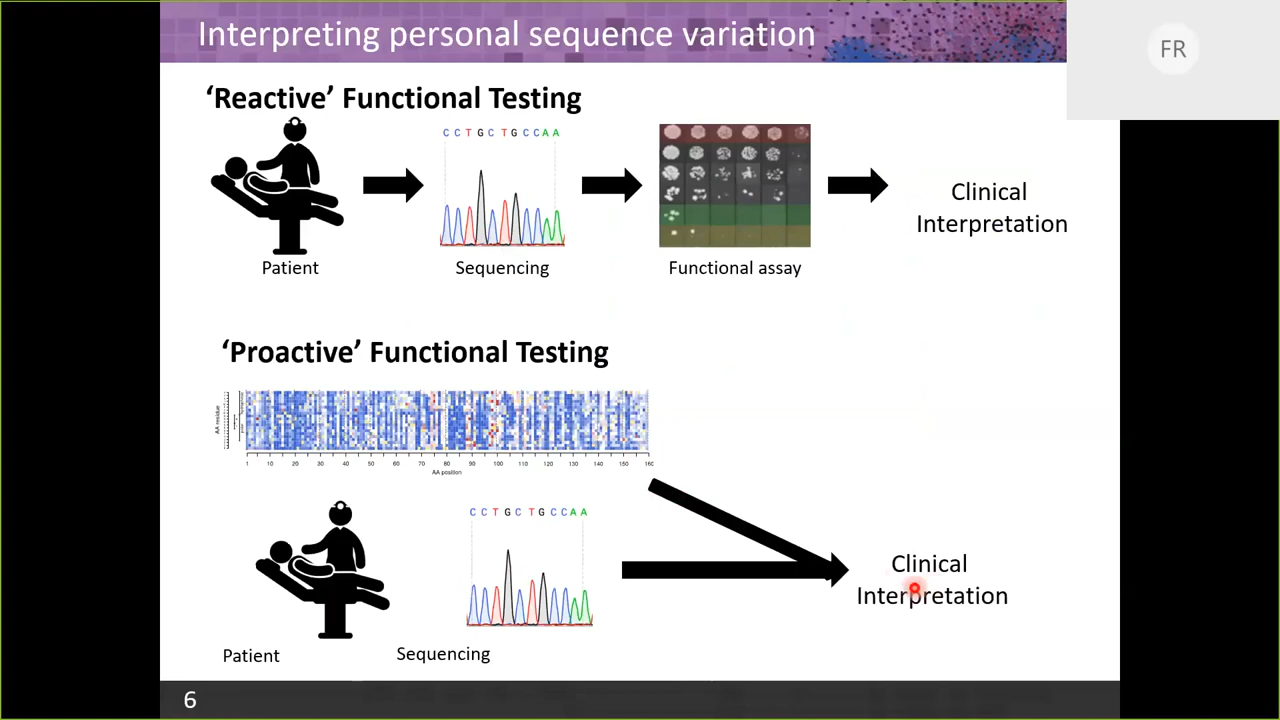 Interpreting personal sequence variation
FR
‘Reactive’ Functional Testing
C C T G C T G C C A A
Clinical
Interpretation
Patient
Sequencing
Functional assay
‘Proactive’ Functional Testing
AA residue
1 10 20 30 40 50 60 70 80 90 100 110 120 130 140 150 160
AA position
C C T G C T G C C A A
Clinical
Interpretation
Patient
Sequencing
6